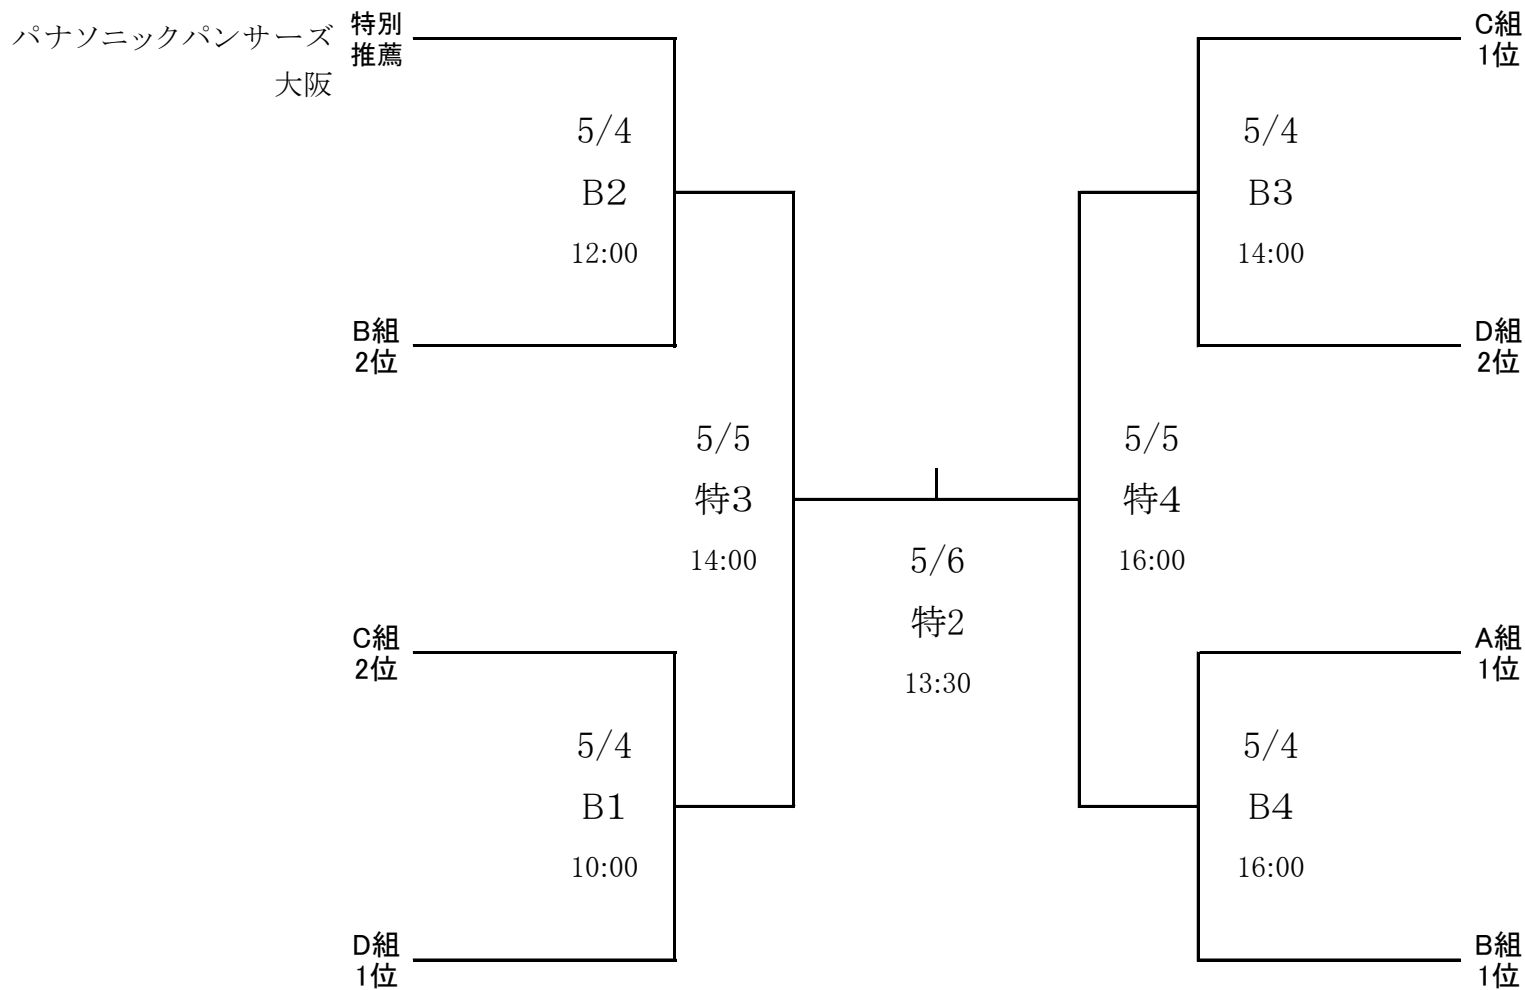 パナソニックパンサーズ
大阪
特別
推薦
5/4
B2
12:00
B組
2位
5/5
特3
14:00
C組
2位
5/4
B1
10:00
D組
1位
5/6
特2
13:30
C組
1位
5/4
B3
14:00
D組
2位
5/5
特4
16:00
A組
1位
5/4
B4
16:00
B組
1位